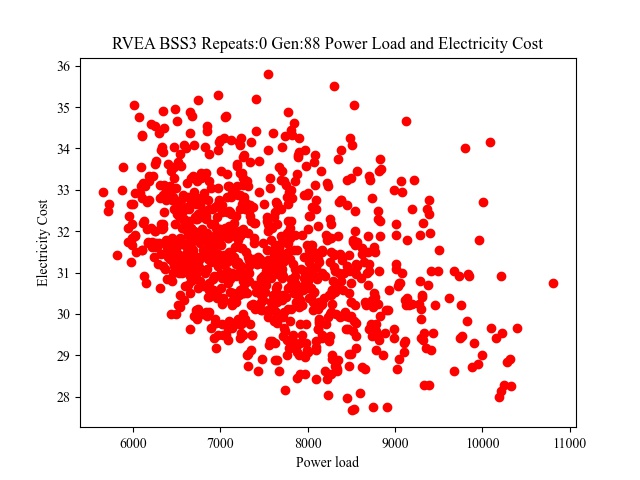 RVEA BSS3 Repeats:0 Gen:88 Power Load and Electricity Cost
36
35
34
33
32
31
30
29
28
Electricity Cost
6000 7000 8000 9000 10000 11000
Power load